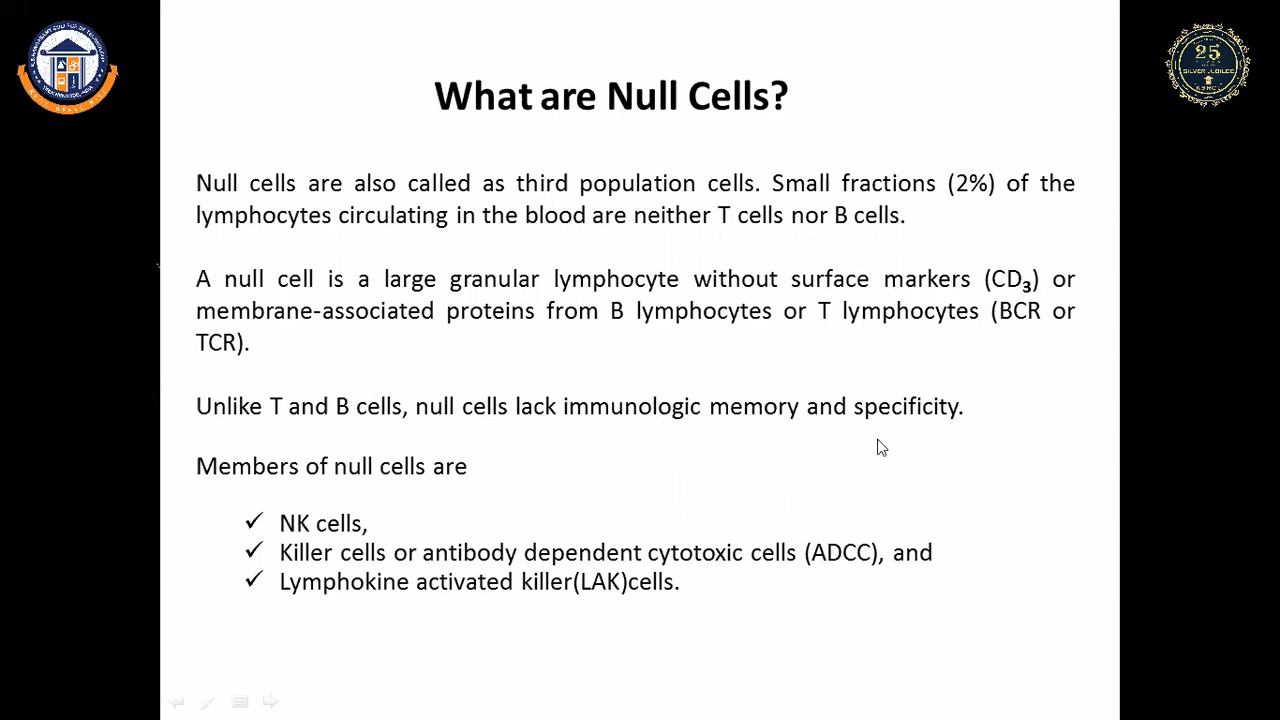 What are Null Cells?
Null cells are also called as third population cells. Small fractions (2%) of the
lymphocytes circulating in the blood are neither T cells nor B cells.
A null cell is a large granular lymphocyte without surface markers (CD₃) or
membrane-associated proteins from B lymphocytes or T lymphocytes (BCR or
TCR).
Unlike T and B cells, null cells lack immunologic memory and specificity.
Members of null cells are
✓ NK cells,
✓ Killer cells or antibody dependent cytotoxic cells (ADCC), and
✓ Lymphokine activated killer(LAK)cells.
25
SILVER JUBILEE